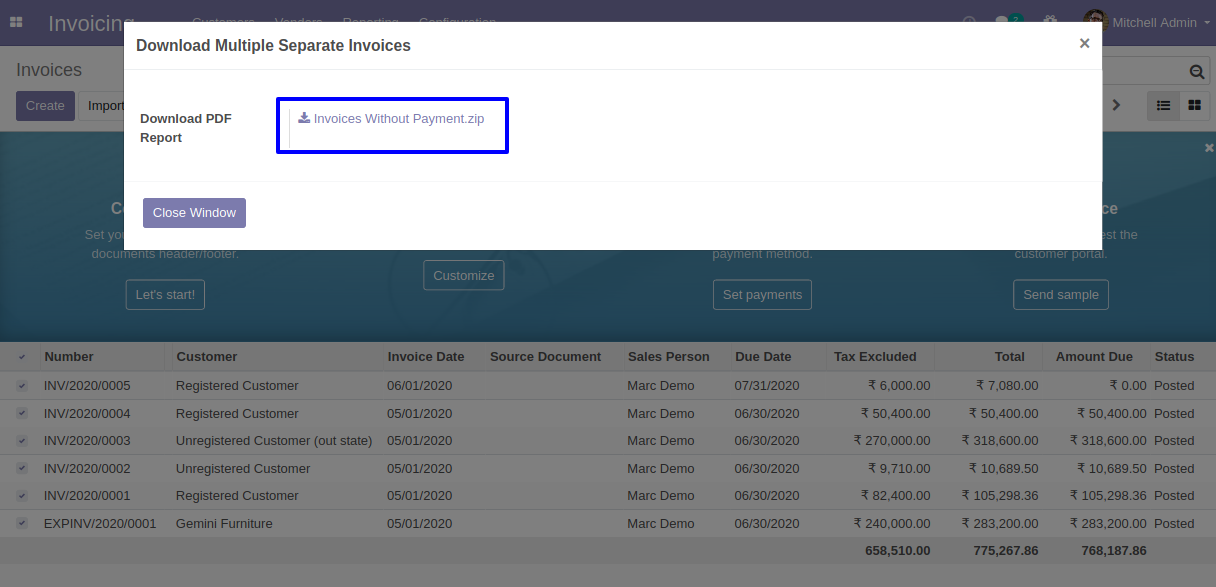 Invoicing Customers Vendors Reporting Configuration 2 Mitchell Admin
Download Multiple Separate Invoices ×
Invoices
Create Import
Download PDF Report
Invoices Without Payment.zip
Close Window
Set
documents header/footer.
Let's start!
Customize
payment method.
Set payments
the
customer portal.
Send sample
Number Customer Invoice Date Source Document Sales Person Due Date Tax Excluded Total Amount Due Status
INV/2020/0005 Registered Customer 06/01/2020 Marc Demo 07/31/2020 ₹ 6,000.00 ₹ 7,080.00 ₹ 0.00 Posted
INV/2020/0004 Registered Customer 05/01/2020 Marc Demo 06/30/2020 ₹ 50,400.00 ₹ 50,400.00 ₹ 50,400.00 Posted
INV/2020/0003 Unregistered Customer (out state) 05/01/2020 Marc Demo 06/30/2020 ₹ 270,000.00 ₹ 318,600.00 ₹ 318,600.00 Posted
INV/2020/0002 Unregistered Customer 05/01/2020 Marc Demo 06/30/2020 ₹ 9,710.00 ₹ 10,689.50 ₹ 10,689.50 Posted
INV/2020/0001 Registered Customer 05/01/2020 Marc Demo 06/30/2020 ₹ 82,400.00 ₹ 105,298.36 ₹ 105,298.36 Posted
EXPINV/2020/0001 Gemini Furniture 05/01/2020 Marc Demo 06/30/2020 ₹ 240,000.00 ₹ 283,200.00 ₹ 283,200.00 Posted
658,510.00 775,267.86 768,187.86